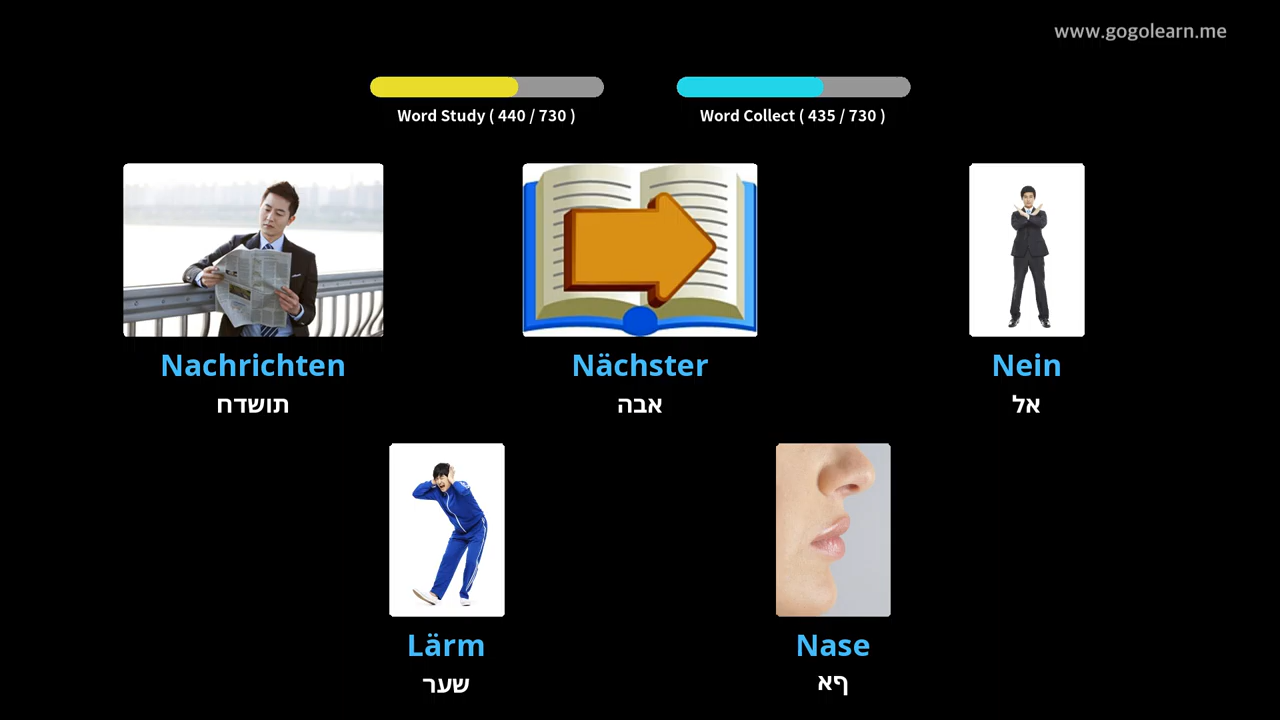 www.gogolearn.me
Word Study ( 440 / 730 )
Word Collect ( 435 / 730 )
Nachrichten
תושדח
Nächster
אבה
Nein
אל
Lärm
שער
Nase
ףא